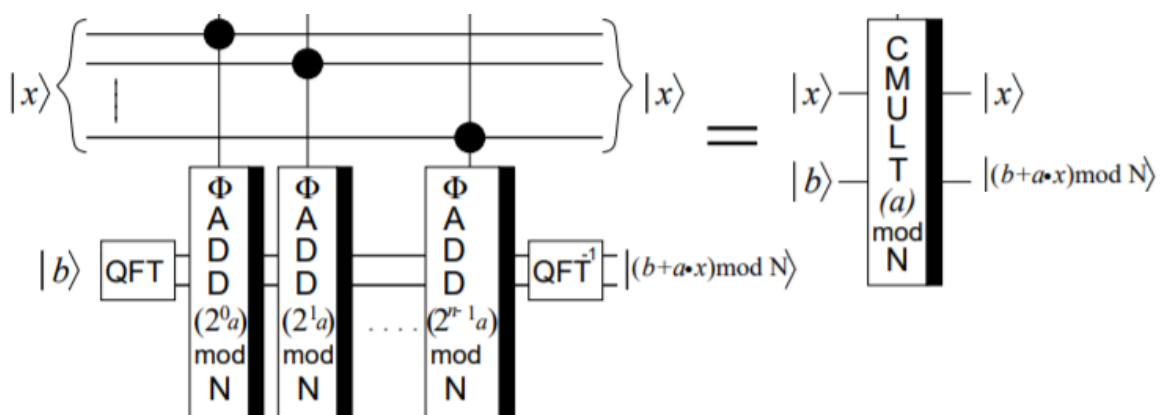 |x⟩
|x⟩
|b⟩
QFT
Φ
A
D
D
(2⁰a)
mod
N
Φ
A
D
D
(2¹a)
mod
N
. . . .
Φ
A
D
D
(2ⁿ⁻¹a)
mod
N
QFT⁻¹
|(b+a•x)mod N⟩
=
|x⟩
|b⟩
C
M
U
L
T
(a)
mod
N
|x⟩
|(b+a•x)mod N⟩